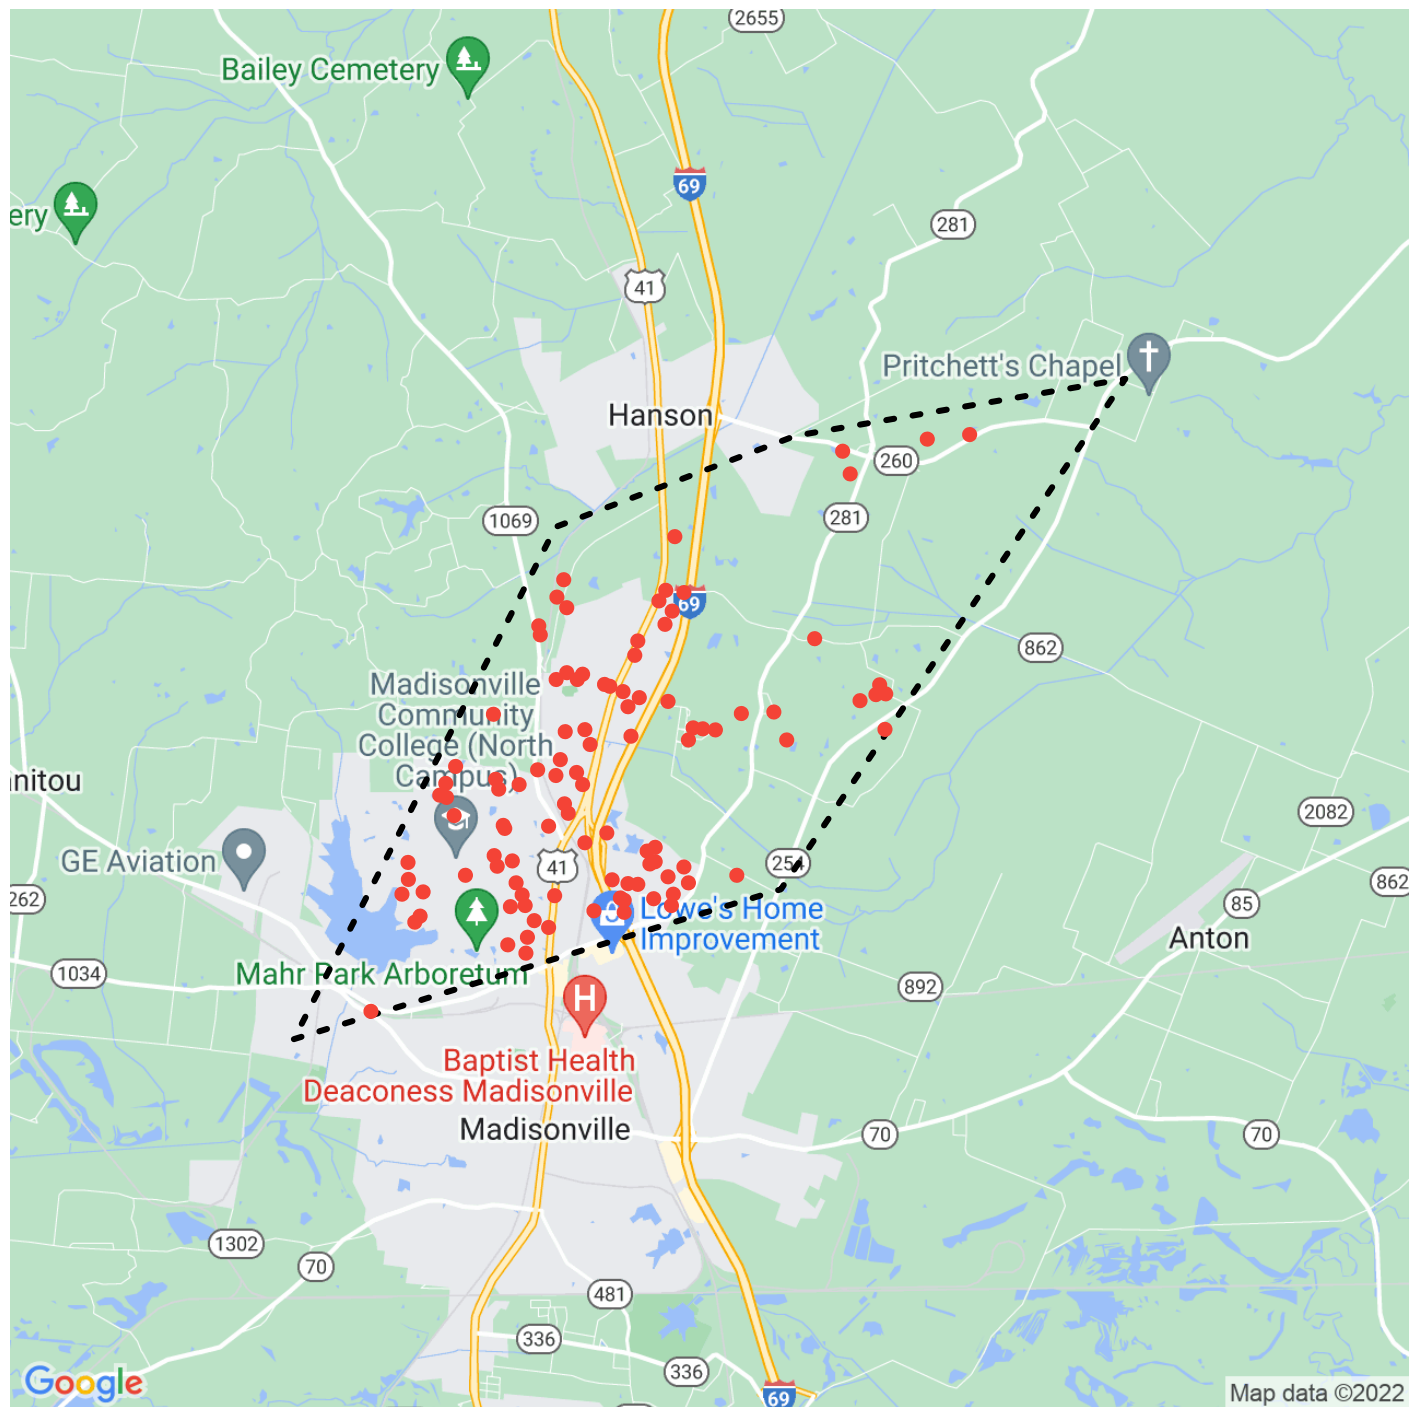 2655
Bailey Cemetery
69
ery
281
41
Pritchett's Chapel
Hanson
260
1069
281
69
862
Madisonville
Community
College (North
Campus)
anitou
2082
GE Aviation
41
254
862
262
85
Lowe's Home
Improvement
Anton
1034
Mahr Park Arboretum
892
H
Baptist Health
Deaconess Madisonville
Madisonville
70
70
1302
70
481
336
336
Google
69
Map data ©2022